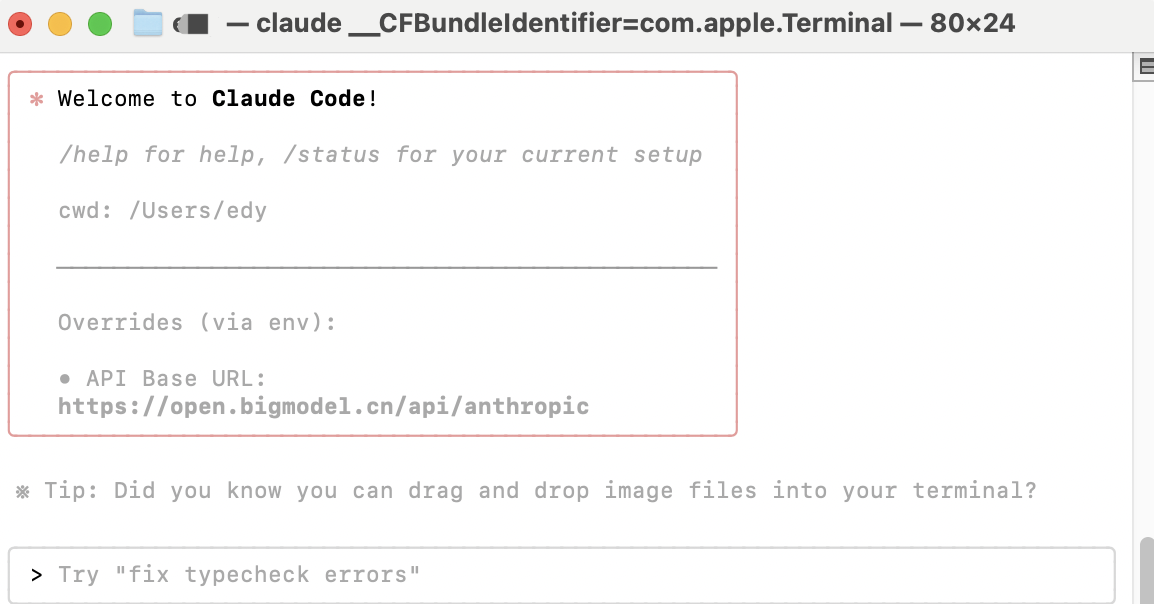 — claude __CFBundleIdentifier=com.apple.Terminal — 80×24
* Welcome to Claude Code!
/help for help, /status for your current setup
cwd: /Users/edy
Overrides (via env):
• API Base URL:
https://open.bigmodel.cn/api/anthropic
※ Tip: Did you know you can drag and drop image files into your terminal?
> Try "fix typecheck errors"